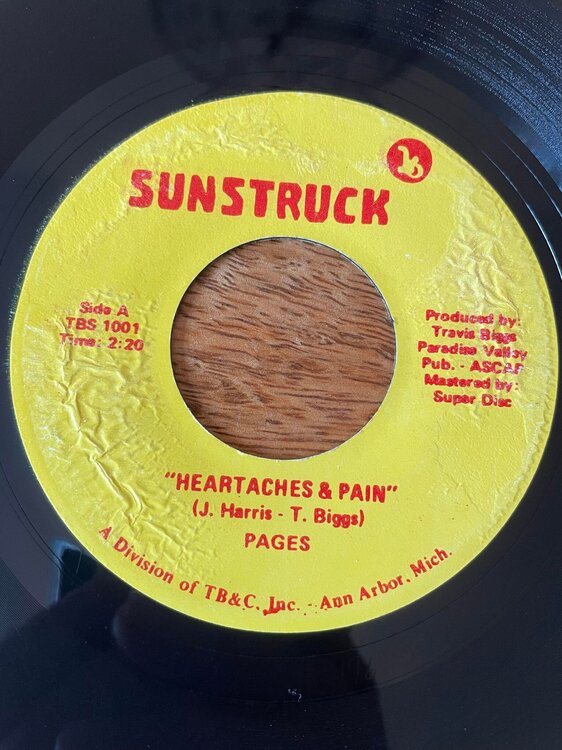 SUNSTRUCK
Side A
TBS 1001
Time: 2:20
Produced by:
Travis Biggs
Paradise Valley
Pub. - ASCAP
Mastered by:
Super Disc
"HEARTACHES & PAIN"
(J. Harris - T. Biggs)
PAGES
A Division of TB&C, Inc. - Ann Arbor, Mich.